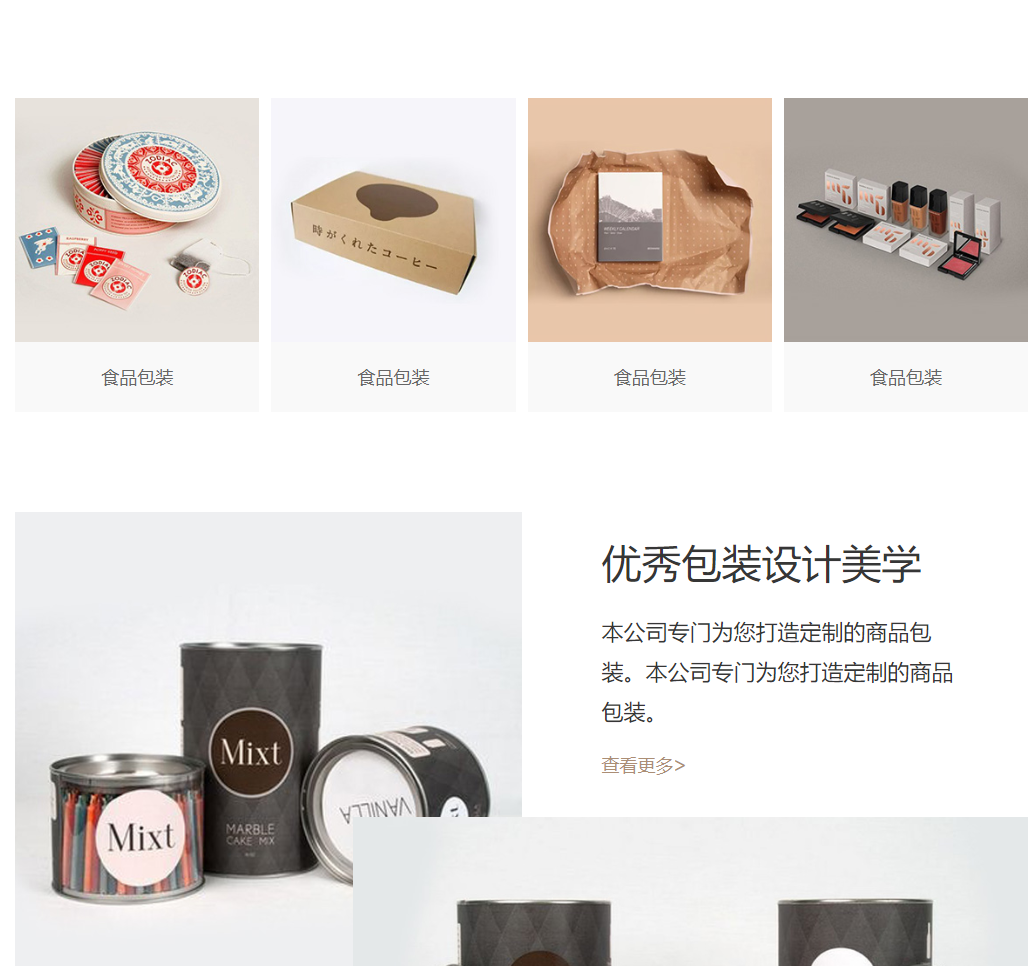 ZODIAC
ZODIAC
ZODIAC
ZODIAC
時がくれたコーヒー
WEEKLY CALENDAR
食品包装
食品包装
食品包装
食品包装
优秀包装设计美学
本公司专门为您打造定制的商品包
装。本公司专门为您打造定制的商品
包装。
查看更多>
Mixt
MARBLE
CAKE MIX
Mixt
VANILLA